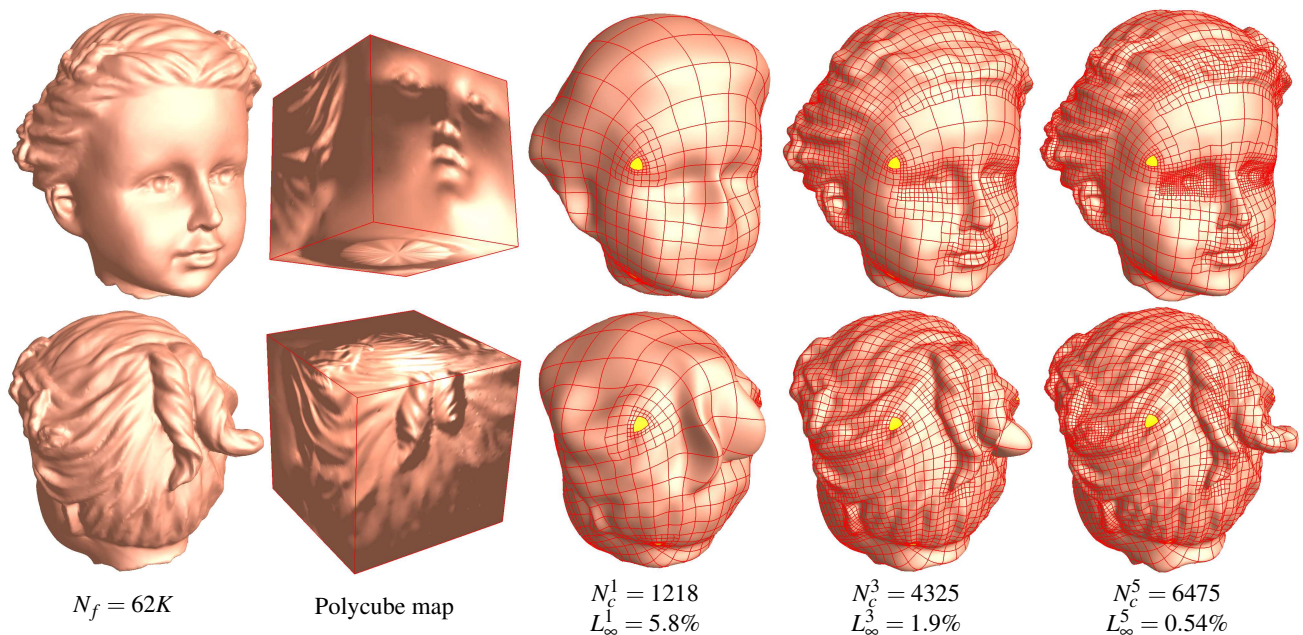 N_f = 62K
Polycube map
N_c^1 = 1218
L_∞^1 = 5.8%
N_c^3 = 4325
L_∞^3 = 1.9%
N_c^5 = 6475
L_∞^5 = 0.54%